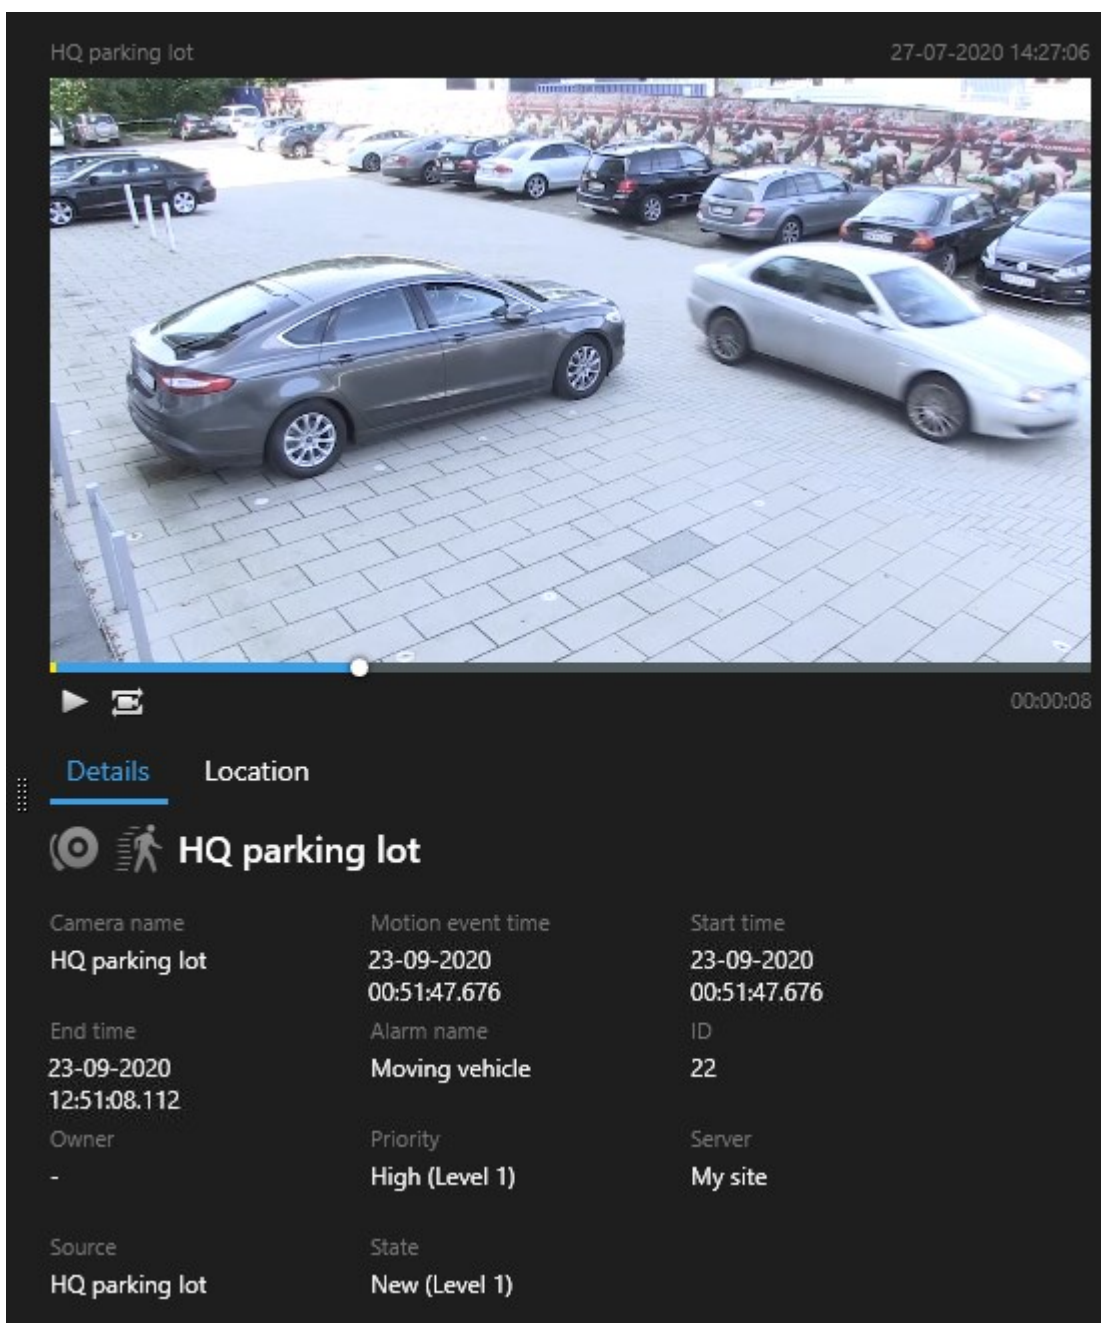 HQ parking lot 27-07-2020 14:27:06
00:00:08
Details Location
HQ parking lot
Camera name Motion event time Start time
HQ parking lot 23-09-2020 23-09-2020
00:51:47.676 00:51:47.676
End time Alarm name ID
23-09-2020 Moving vehicle 22
12:51:08.112
Owner Priority Server
- High (Level 1) My site
Source State
HQ parking lot New (Level 1)